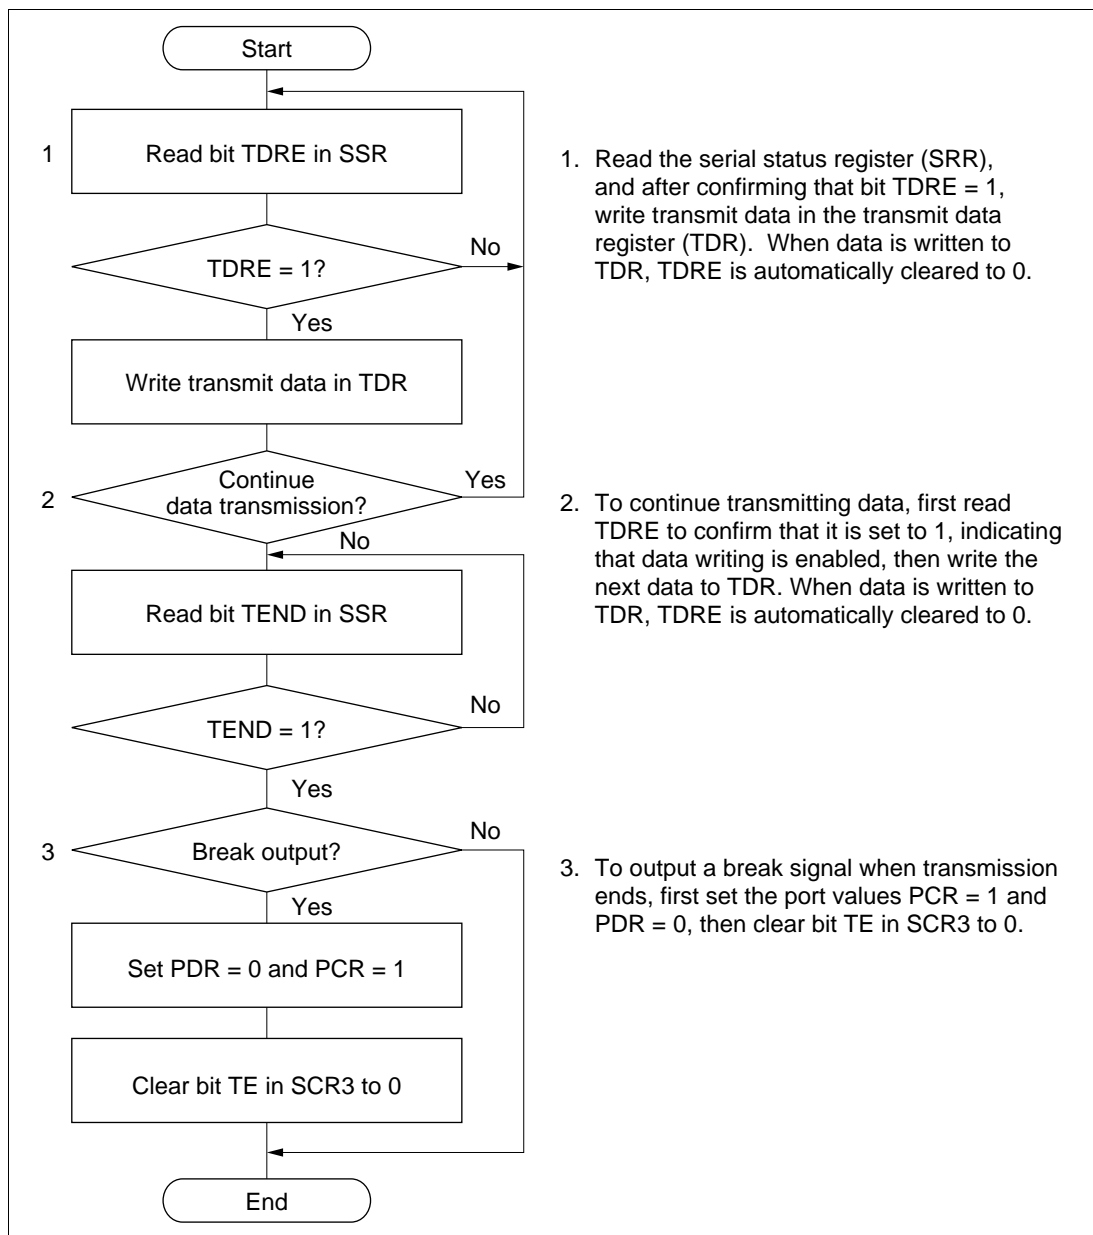 Start
1
Read bit TDRE in SSR
TDRE = 1?
No
Yes
Write transmit data in TDR
2
Continue
data transmission?
Yes
No
Read bit TEND in SSR
TEND = 1?
No
Yes
3
Break output?
No
Yes
Set PDR = 0 and PCR = 1
Clear bit TE in SCR3 to 0
End
1. Read the serial status register (SRR),
and after confirming that bit TDRE = 1,
write transmit data in the transmit data
register (TDR). When data is written to
TDR, TDRE is automatically cleared to 0.
2. To continue transmitting data, first read
TDRE to confirm that it is set to 1, indicating
that data writing is enabled, then write the
next data to TDR. When data is written to
TDR, TDRE is automatically cleared to 0.
3. To output a break signal when transmission
ends, first set the port values PCR = 1 and
PDR = 0, then clear bit TE in SCR3 to 0.